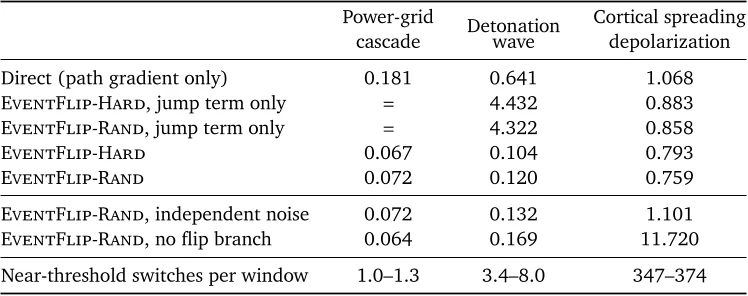 Power-grid cascade Detonation wave Cortical spreading depolarization
Direct (path gradient only) 0.181 0.641 1.068
EventFlip-Hard, jump term only = 4.432 0.883
EventFlip-Rand, jump term only = 4.322 0.858
EventFlip-Hard 0.067 0.104 0.793
EventFlip-Rand 0.072 0.120 0.759
EventFlip-Rand, independent noise 0.072 0.132 1.101
EventFlip-Rand, no flip branch 0.064 0.169 11.720
Near-threshold switches per window 1.0–1.3 3.4–8.0 347–374